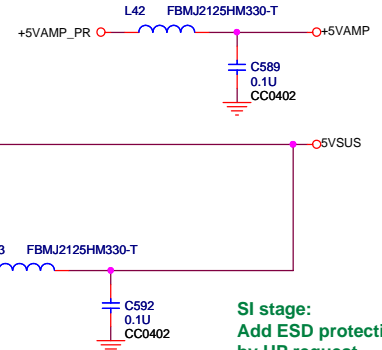 L42 FBMJ2125HM330-T
+5VAMP_PR
+5VAMP
C589
0.1U
CC0402
5VSUS
3 FBMJ2125HM330-T
C592
0.1U
CC0402
SI stage:
Add ESD protecti